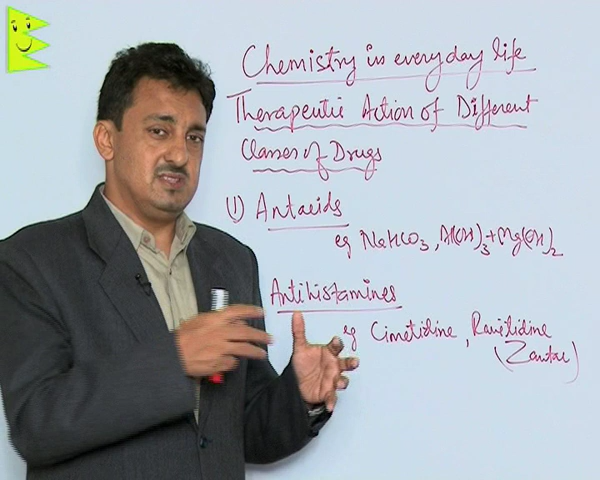 Chemistry in everyday life
Therapeutic Action of Different
Classes of Drugs
(1) Antacids
eg NaHCO3, Al(OH)3+Mg(OH)2
Antihistamines
eg Cimetidine, Ranitidine
(Zantac)